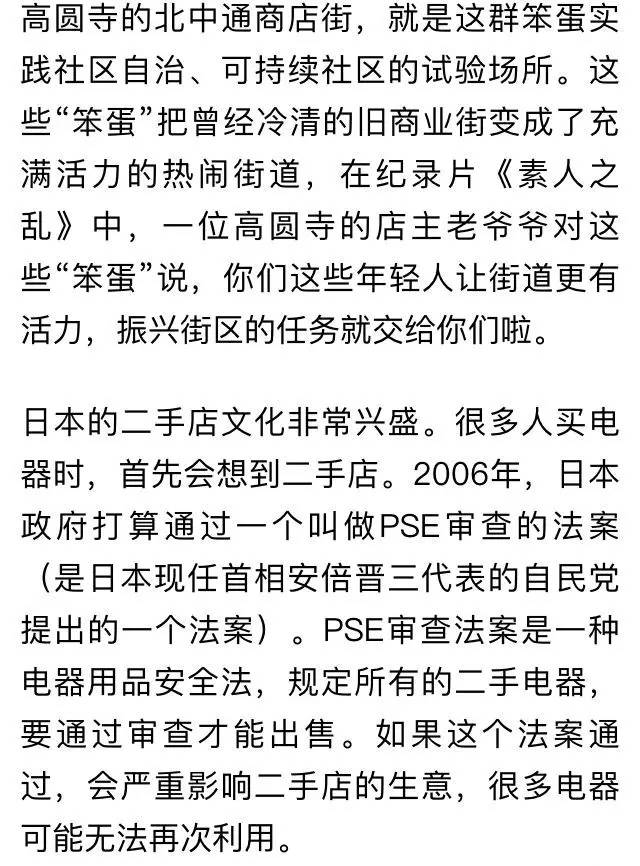 高圆寺的北中通商店街，就是这群笨蛋实
践社区自治、可持续社区的试验场所。这
些“笨蛋”把曾经冷清的旧商业街变成了充
满活力的热闹街道，在纪录片《素人之
乱》中，一位高圆寺的店主老爷爷对这
些“笨蛋”说，你们这些年轻人让街道更有
活力，振兴街区的任务就交给你们啦。
日本的二手店文化非常兴盛。很多人买电
器时，首先会想到二手店。2006年，日本
政府打算通过一个叫做PSE审查的法案
（是日本现任首相安倍晋三代表的自民党
提出的一个法案）。PSE审查法案是一种
电器用品安全法，规定所有的二手电器，
要通过审查才能出售。如果这个法案通
过，会严重影响二手店的生意，很多电器
可能无法再次利用。